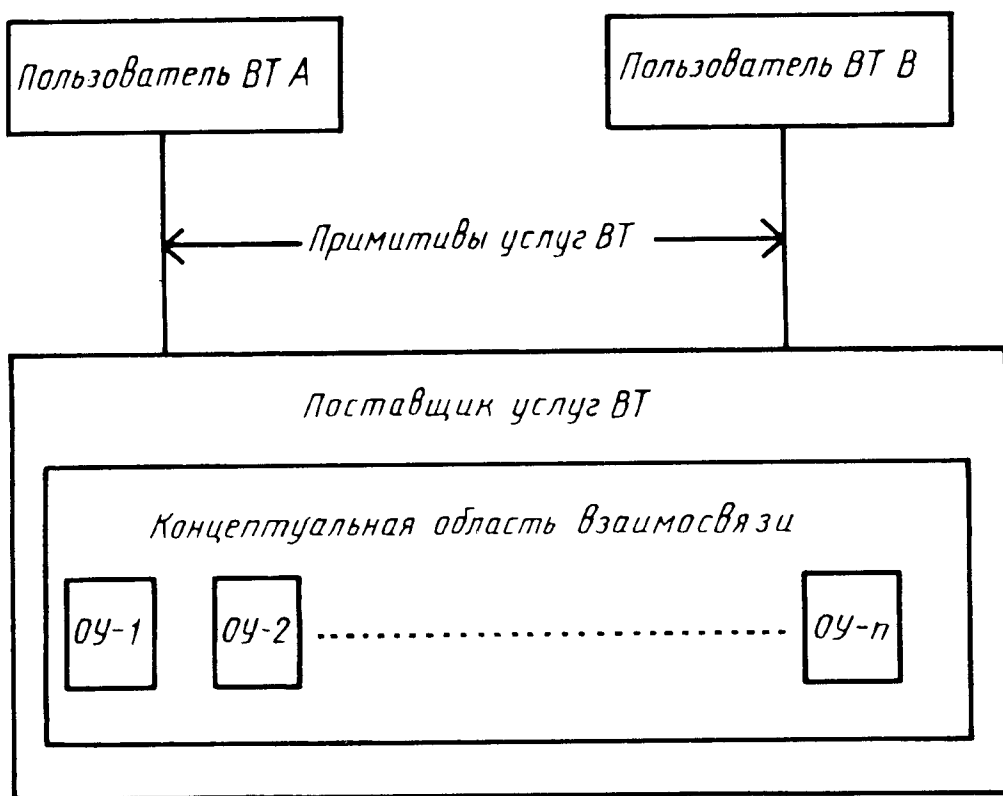 Пользователь ВТ А
Пользователь ВТ В
Примитивы услуг ВТ
Поставщик услуг ВТ
Концептуальная область взаимосвязи
ОУ-1
ОУ-2
ОУ-п